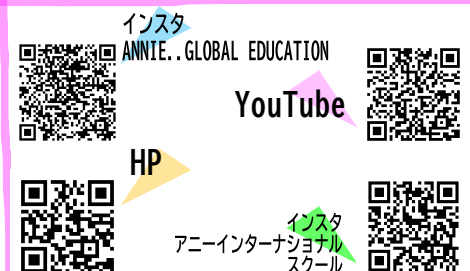 インスタ
ANNIE..GLOBAL EDUCATION
YouTube
HP
インスタ
アニーインターナショナル
スクール